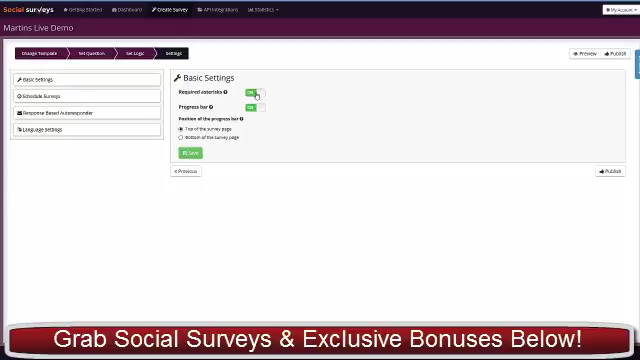 Social surveys Getting Started Dashboard Create Survey API Integrations Statistics My Account
Martins Live Demo
Change Template Set Question Set Logic Settings Preview Publish
Basic Settings
Schedule Surveys
Response Based Autoresponder
Language Settings
Basic Settings
Required asterisks ON
Progress bar ON
Position of the progress bar
Top of the survey page
Bottom of the survey page
Save
< Previous Publish
Grab Social Surveys & Exclusive Bonuses Below!